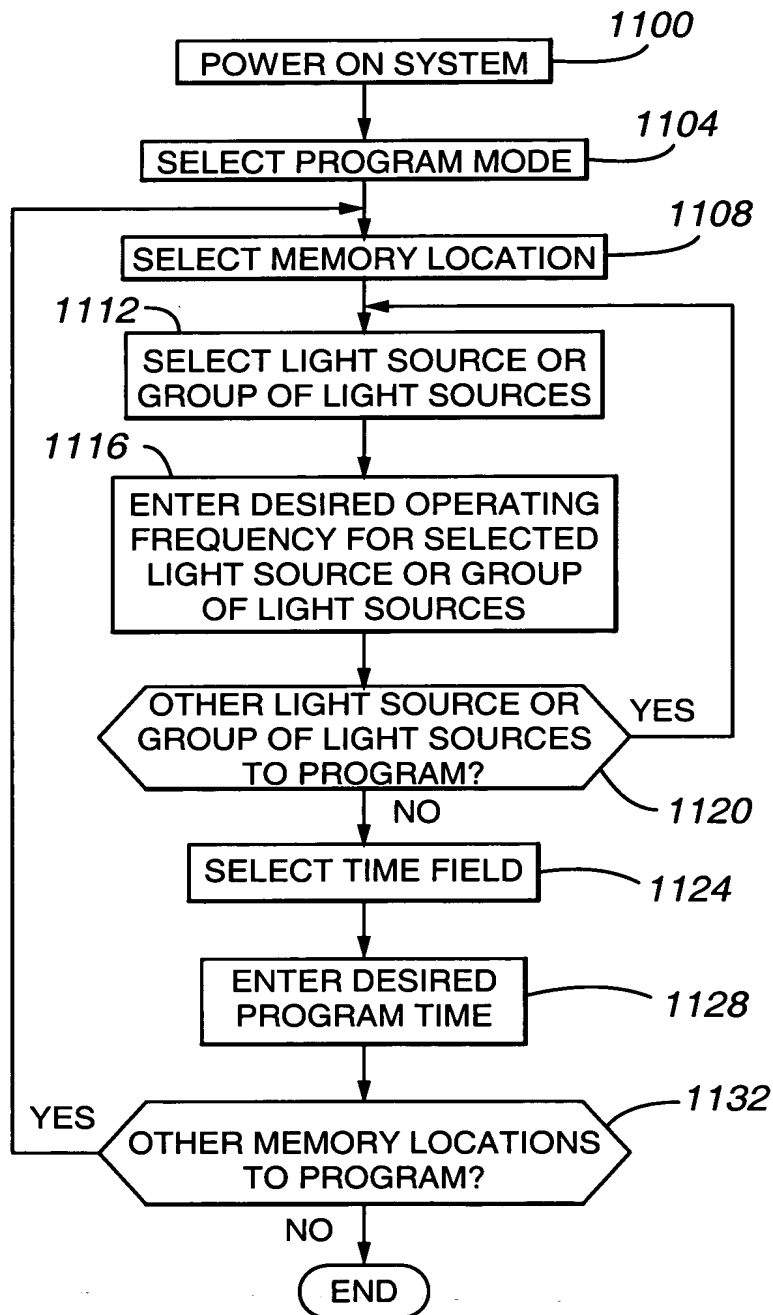 1100
POWER ON SYSTEM
1104
SELECT PROGRAM MODE
1108
SELECT MEMORY LOCATION
1112
SELECT LIGHT SOURCE OR
GROUP OF LIGHT SOURCES
1116
ENTER DESIRED OPERATING
FREQUENCY FOR SELECTED
LIGHT SOURCE OR GROUP
OF LIGHT SOURCES
OTHER LIGHT SOURCE OR
GROUP OF LIGHT SOURCES
TO PROGRAM?
YES
1120
NO
SELECT TIME FIELD
1124
ENTER DESIRED
PROGRAM TIME
1128
1132
YES
OTHER MEMORY LOCATIONS
TO PROGRAM?
NO
END